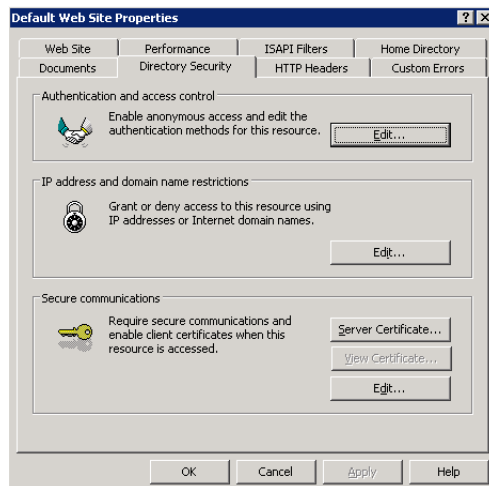 Default Web Site Properties
Web Site
Performance
ISAPI Filters
Home Directory
Documents
Directory Security
HTTP Headers
Custom Errors
Authentication and access control
Enable anonymous access and edit the
authentication methods for this resource.
Edit...
IP address and domain name restrictions
Grant or deny access to this resource using
IP addresses or Internet domain names.
Edit...
Secure communications
Require secure communications and
enable client certificates when this
resource is accessed.
Server Certificate...
View Certificate...
Edit...
OK
Cancel
Apply
Help